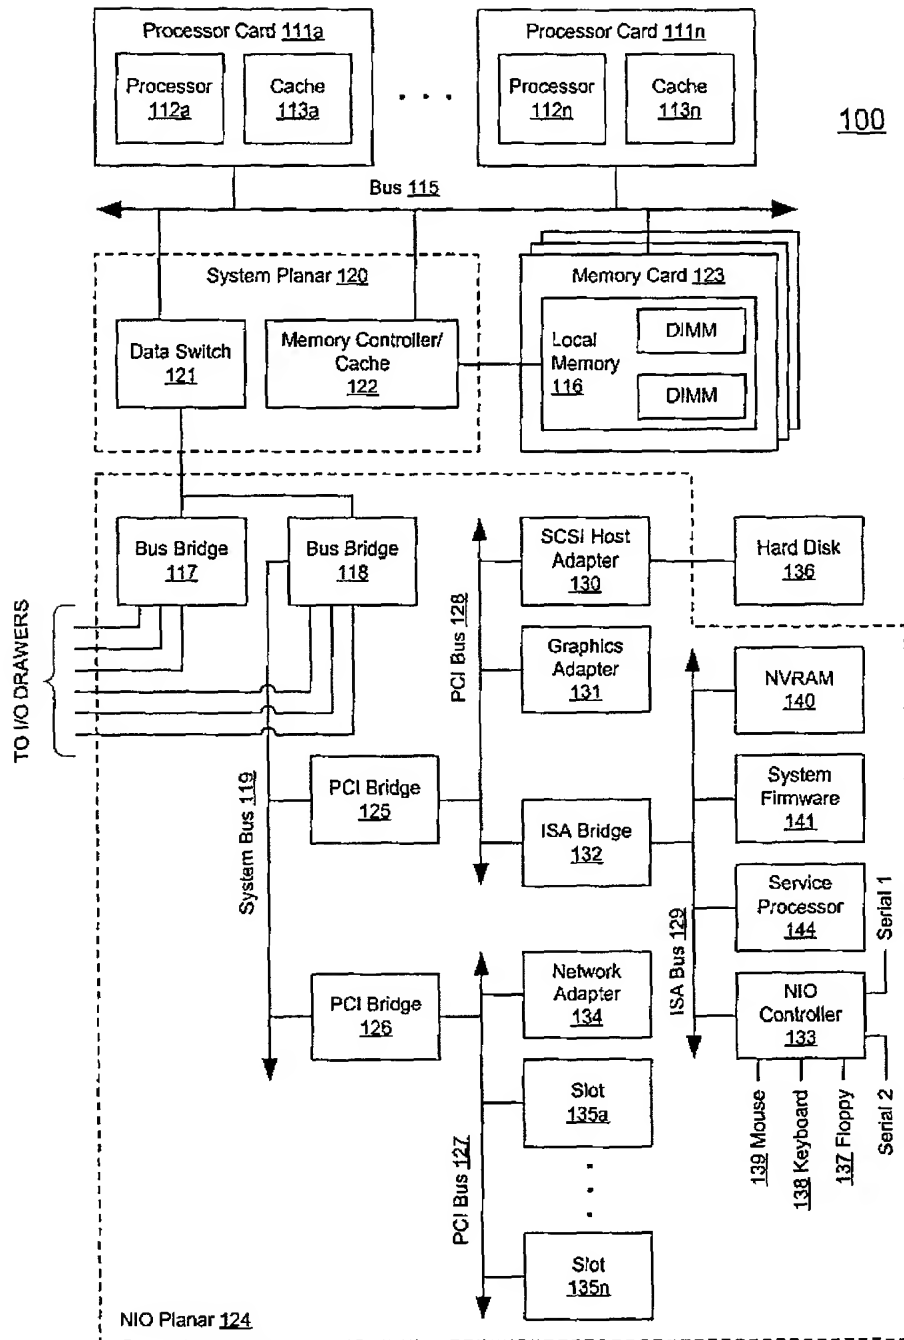 Processor Card 111a
Processor
112a
Cache
113a
. . .
Processor Card 111n
Processor
112n
Cache
113n
100
Bus 115
System Planar 120
Data Switch
121
Memory Controller/
Cache
122
Memory Card 123
Local
Memory
116
DIMM
DIMM
Bus Bridge
117
Bus Bridge
118
TO I/O DRAWERS
System Bus 119
PCI Bus 128
SCSI Host
Adapter
130
Hard Disk
136
Graphics
Adapter
131
NVRAM
140
PCI Bridge
125
ISA Bridge
132
System
Firmware
141
ISA Bus 129
Service
Processor
144
Serial 1
NIO
Controller
133
Serial 2
139 Mouse
138 Keyboard
137 Floppy
PCI Bridge
126
PCI Bus 127
Network
Adapter
134
Slot
135a
Slot
135n
NIO Planar 124